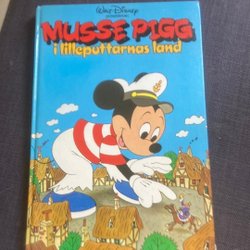 Walt Disney
MUSSE PIGG
i lilleputtarnas land